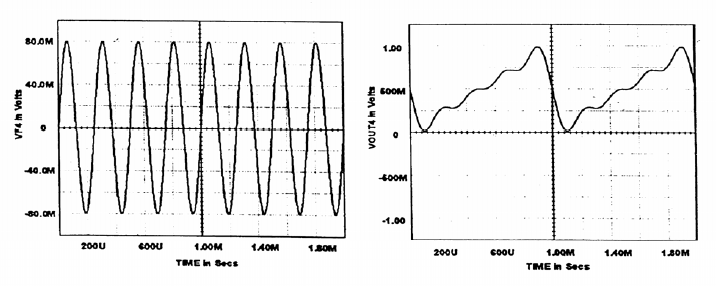 VF4 in Volts
80.0M
40.0M
0
-40.0M
-80.0M
200U 600U 1.00M 1.40M 1.80M
TIME in Secs
VOUT4 in Volts
1.00
500M
0
-500M
-1.00
200U 600U 1.00M 1.40M 1.80M
TIME in Secs